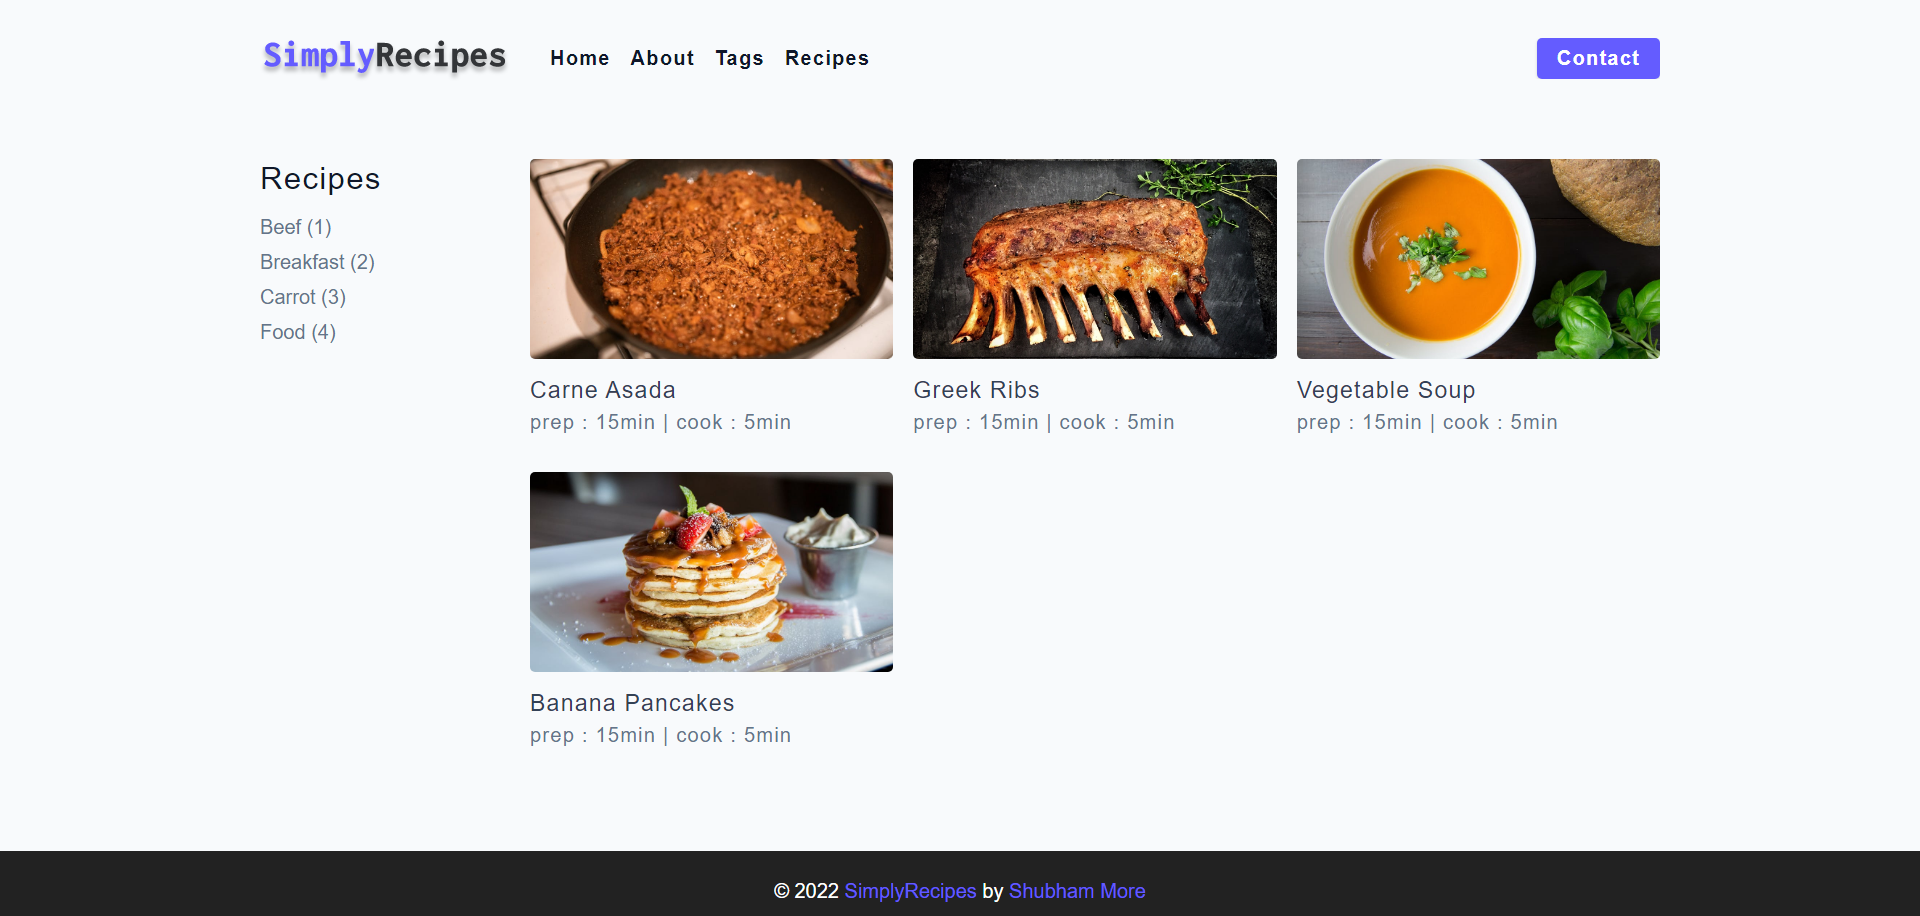 SimplyRecipes
Home About Tags Recipes
Contact
Recipes
Beef (1)
Breakfast (2)
Carrot (3)
Food (4)
Carne Asada
prep : 15min | cook : 5min
Greek Ribs
prep : 15min | cook : 5min
Vegetable Soup
prep : 15min | cook : 5min
Banana Pancakes
prep : 15min | cook : 5min
© 2022 SimplyRecipes by Shubham More